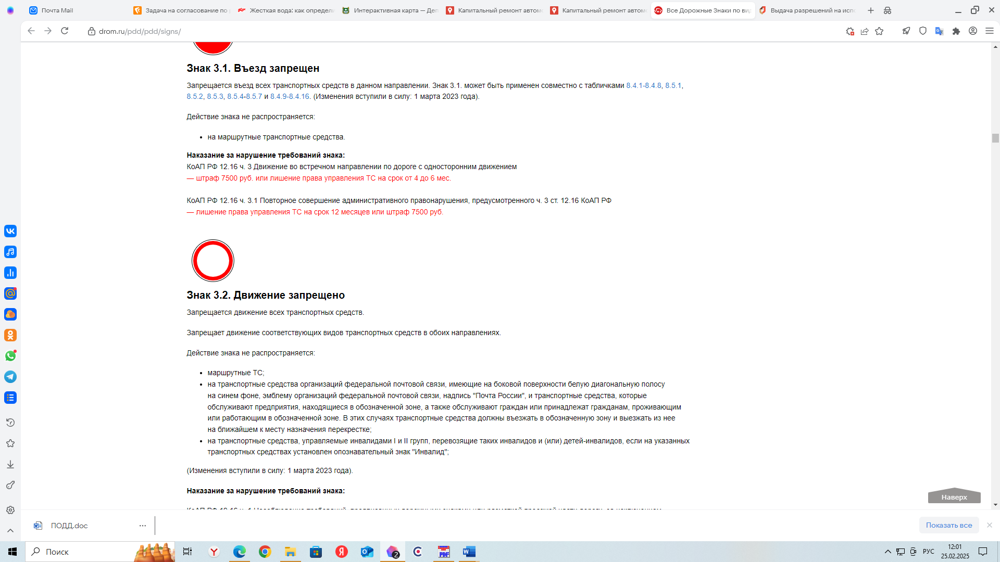 Почта Mail
Задача на согласование по
Жесткая вода: как определи
Интерактивная карта — Деп
Капитальный ремонт автомо
Капитальный ремонт автомо
Все Дорожные Знаки по вид
Выдача разрешений на испо
drom.ru/pdd/pdd/signs/
Знак 3.1. Въезд запрещен
Запрещается въезд всех транспортных средств в данном направлении. Знак 3.1. может быть применен совместно с табличками 8.4.1-8.4.8, 8.5.1,
8.5.2, 8.5.3, 8.5.4-8.5.7 и 8.4.9-8.4.16. (Изменения вступили в силу: 1 марта 2023 года).
Действие знака не распространяется:
• на маршрутные транспортные средства.
Наказание за нарушение требований знака:
КоАП РФ 12.16 ч. 3 Движение во встречном направлении по дороге с односторонним движением
— штраф 7500 руб. или лишение права управления ТС на срок от 4 до 6 мес.
КоАП РФ 12.16 ч. 3.1 Повторное совершение административного правонарушения, предусмотренного ч. 3 ст. 12.16 КоАП РФ
— лишение права управления ТС на срок 12 месяцев или штраф 7500 руб.
Знак 3.2. Движение запрещено
Запрещается движение всех транспортных средств.
Запрещает движение соответствующих видов транспортных средств в обоих направлениях.
Действие знака не распространяется:
• маршрутные ТС;
• на транспортные средства организаций федеральной почтовой связи, имеющие на боковой поверхности белую диагональную полосу
на синем фоне, эмблему организаций федеральной почтовой связи, надпись "Почта России", и транспортные средства, которые
обслуживают предприятия, находящиеся в обозначенной зоне, а также обслуживают граждан или принадлежат гражданам, проживающим
или работающим в обозначенной зоне. В этих случаях транспортные средства должны въезжать в обозначенную зону и выезжать из нее
на ближайшем к месту назначения перекрестке;
• на транспортные средства, управляемые инвалидами I и II групп, перевозящие таких инвалидов и (или) детей-инвалидов, если на указанных
транспортных средствах установлен опознавательный знак "Инвалид";
(Изменения вступили в силу: 1 марта 2023 года).
Наказание за нарушение требований знака:
Наверх
ПОДД.doc
Показать все
Поиск
2
РУС
12:01
25.02.2025